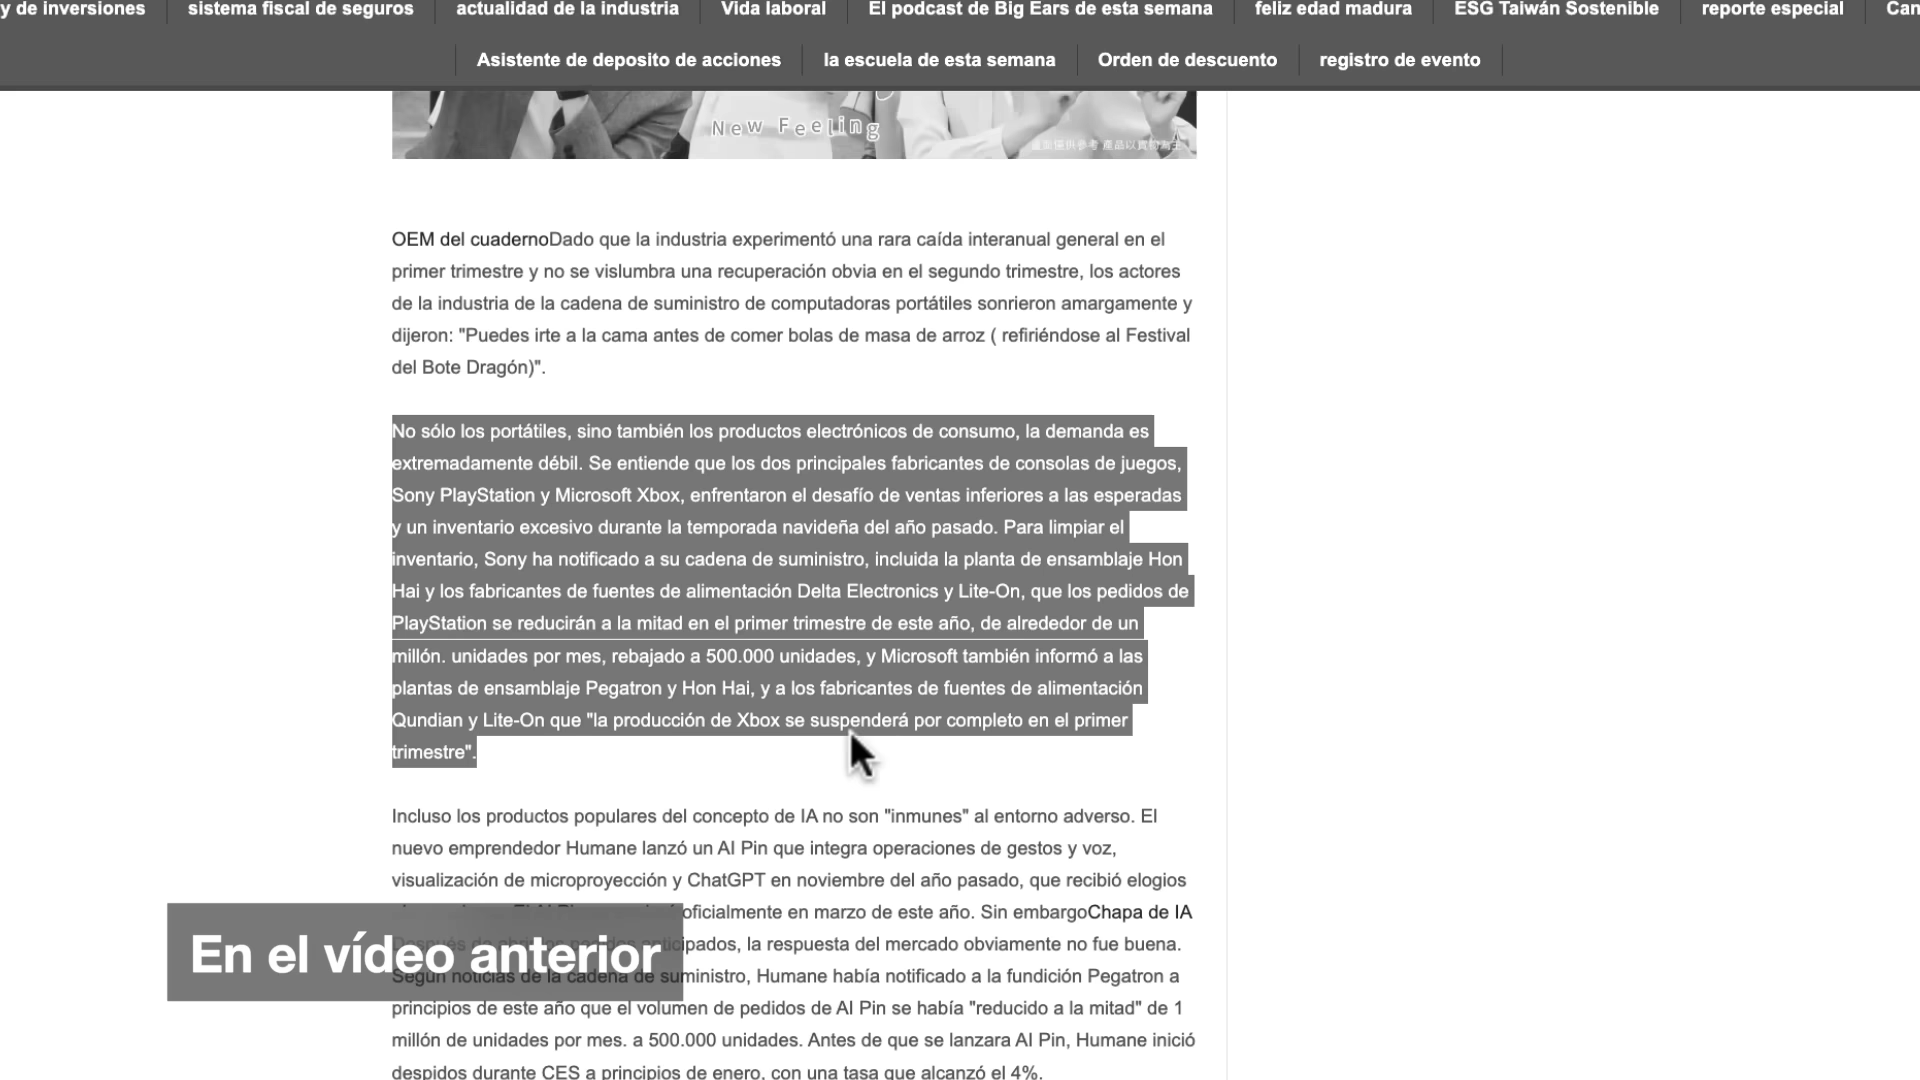 y de inversiones sistema fiscal de seguros actualidad de la industria Vida laboral El podcast de Big Ears de esta semana feliz edad madura ESG Taiwán Sostenible reporte especial Can
Asistente de deposito de acciones la escuela de esta semana Orden de descuento registro de evento
New Feeling
OEM del cuadernoDado que la industria experimentó una rara caída interanual general en el
primer trimestre y no se vislumbra una recuperación obvia en el segundo trimestre, los actores
de la industria de la cadena de suministro de computadoras portátiles sonrieron amargamente y
dijeron: "Puedes irte a la cama antes de comer bolas de masa de arroz ( refiriéndose al Festival
del Bote Dragón)".
No sólo los portátiles, sino también los productos electrónicos de consumo, la demanda es
extremadamente débil. Se entiende que los dos principales fabricantes de consolas de juegos,
Sony PlayStation y Microsoft Xbox, enfrentaron el desafío de ventas inferiores a las esperadas
y un inventario excesivo durante la temporada navideña del año pasado. Para limpiar el
inventario, Sony ha notificado a su cadena de suministro, incluida la planta de ensamblaje Hon
Hai y los fabricantes de fuentes de alimentación Delta Electronics y Lite-On, que los pedidos de
PlayStation se reducirán a la mitad en el primer trimestre de este año, de alrededor de un
millón. unidades por mes, rebajado a 500.000 unidades, y Microsoft también informó a las
plantas de ensamblaje Pegatron y Hon Hai, y a los fabricantes de fuentes de alimentación
Qundian y Lite-On que "la producción de Xbox se suspenderá por completo en el primer
trimestre".
Incluso los productos populares del concepto de IA no son "inmunes" al entorno adverso. El
nuevo emprendedor Humane lanzó un AI Pin que integra operaciones de gestos y voz,
visualización de microproyección y ChatGPT en noviembre del año pasado, que recibió elogios
oficialmente en marzo de este año. Sin embargoChapa de IA
la respuesta del mercado obviamente no fue buena.
Según noticias de la cadena de suministro, Humane había notificado a la fundición Pegatron a
principios de este año que el volumen de pedidos de AI Pin se había "reducido a la mitad" de 1
millón de unidades por mes. a 500.000 unidades. Antes de que se lanzara AI Pin, Humane inició
despidos durante CES a principios de enero, con una tasa que alcanzó el 4%.
En el vídeo anterior